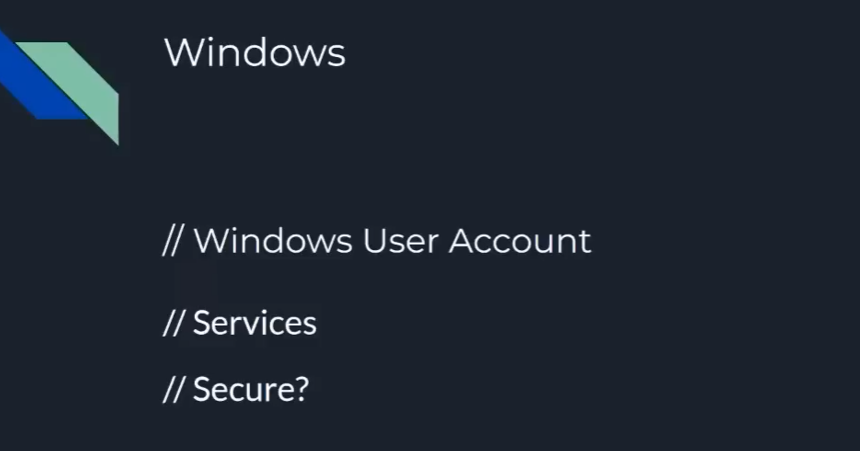 Windows
// Windows User Account
// Services
// Secure?